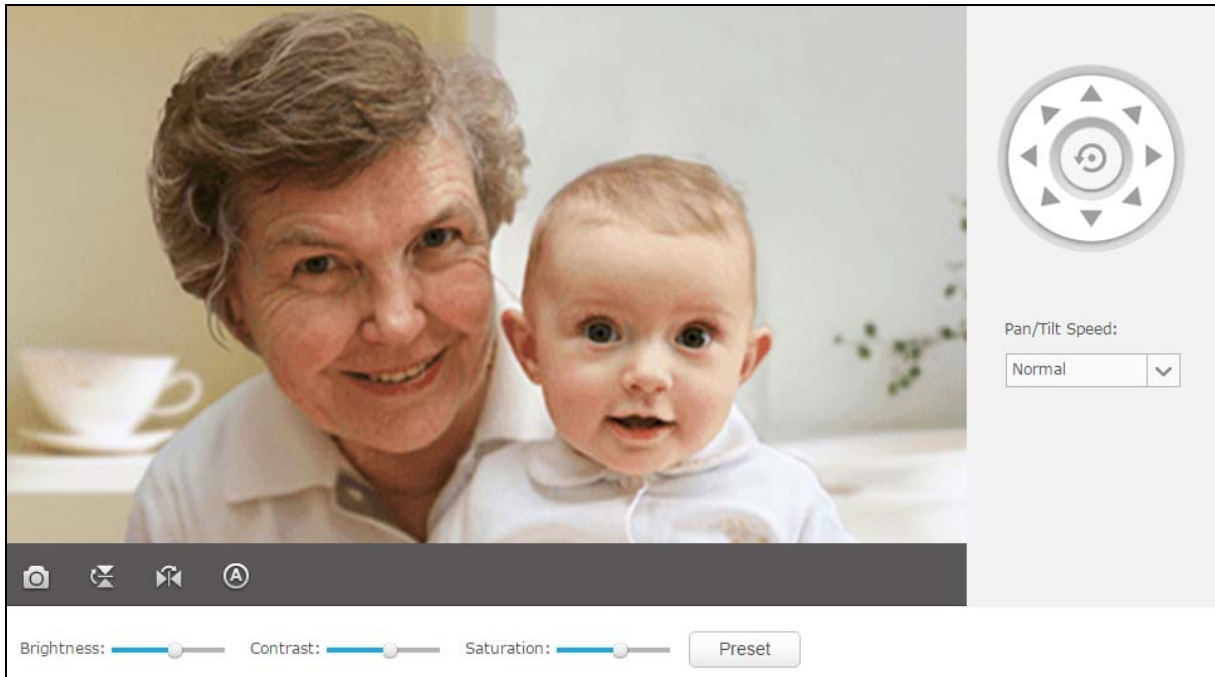 Pan/Tilt Speed:
Normal
A
Brightness:
Contrast:
Saturation:
Preset